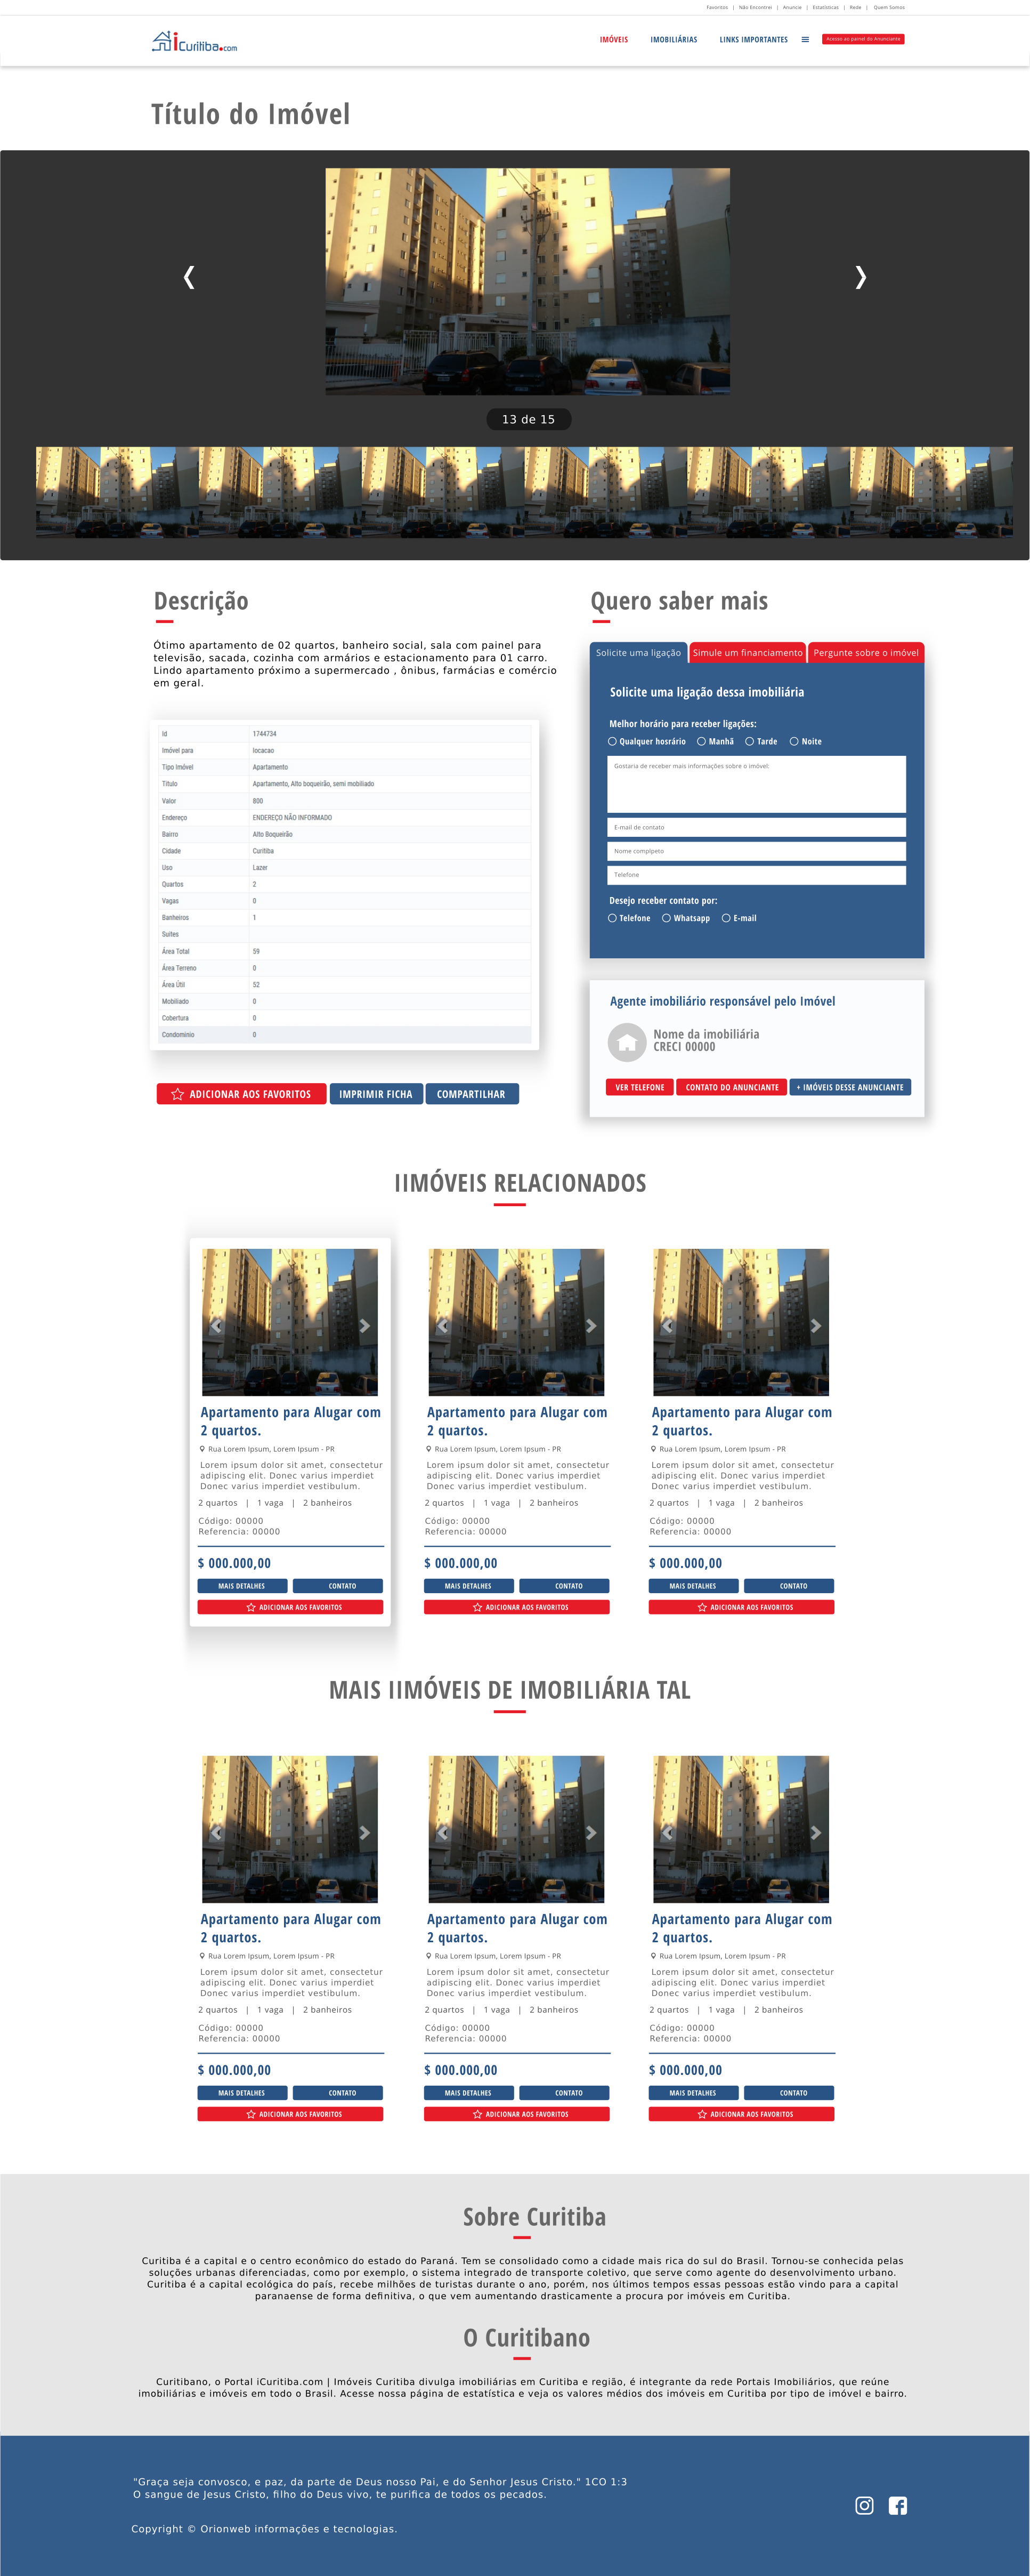 Favoritos | Não Encontrei | Anuncie | Estatísticas | Rede | Quem Somos
iCuritiba.com
IMÓVEIS IMOBILIÁRIAS LINKS IMPORTANTES Acesso ao painel do Anunciante
Título do Imóvel
13 de 15
Descrição
Ótimo apartamento de 02 quartos, banheiro social, sala com painel para
televisão, sacada, cozinha com armários e estacionamento para 01 carro.
Lindo apartamento próximo a supermercado , ônibus, farmácias e comércio
em geral.
Id 1744734
Imóvel para locacao
Tipo Imóvel Apartamento
Título Apartamento, Alto boqueirão, semi mobiliado
Valor 800
Endereço ENDEREÇO NÃO INFORMADO
Bairro Alto Boqueirão
Cidade Curitiba
Uso Lazer
Quartos 2
Vagas 0
Banheiros 1
Suítes
Área Total 59
Área Terreno 0
Área Útil 52
Mobiliado 0
Cobertura 0
Condominio 0
ADICIONAR AOS FAVORITOS IMPRIMIR FICHA COMPARTILHAR
Quero saber mais
Solicite uma ligação Simule um financiamento Pergunte sobre o imóvel
Solicite uma ligação dessa imobiliária
Melhor horário para receber ligações:
Qualquer hosrário Manhã Tarde Noite
Gostaria de receber mais informações sobre o imóvel:
E-mail de contato
Nome complpeto
Telefone
Desejo receber contato por:
Telefone Whatsapp E-mail
Agente imobiliário responsável pelo Imóvel
Nome da imobiliária
CRECI 00000
VER TELEFONE CONTATO DO ANUNCIANTE + IMÓVEIS DESSE ANUNCIANTE
IIMÓVEIS RELACIONADOS
Apartamento para Alugar com
2 quartos.
Rua Lorem Ipsum, Lorem Ipsum - PR
Lorem ipsum dolor sit amet, consectetur
adipiscing elit. Donec varius imperdiet
Donec varius imperdiet vestibulum.
2 quartos | 1 vaga | 2 banheiros
Código: 00000
Referencia: 00000
$ 000.000,00
MAIS DETALHES CONTATO
ADICIONAR AOS FAVORITOS
Apartamento para Alugar com
2 quartos.
Rua Lorem Ipsum, Lorem Ipsum - PR
Lorem ipsum dolor sit amet, consectetur
adipiscing elit. Donec varius imperdiet
Donec varius imperdiet vestibulum.
2 quartos | 1 vaga | 2 banheiros
Código: 00000
Referencia: 00000
$ 000.000,00
MAIS DETALHES CONTATO
ADICIONAR AOS FAVORITOS
Apartamento para Alugar com
2 quartos.
Rua Lorem Ipsum, Lorem Ipsum - PR
Lorem ipsum dolor sit amet, consectetur
adipiscing elit. Donec varius imperdiet
Donec varius imperdiet vestibulum.
2 quartos | 1 vaga | 2 banheiros
Código: 00000
Referencia: 00000
$ 000.000,00
MAIS DETALHES CONTATO
ADICIONAR AOS FAVORITOS
MAIS IIMÓVEIS DE IMOBILIÁRIA TAL
Apartamento para Alugar com
2 quartos.
Rua Lorem Ipsum, Lorem Ipsum - PR
Lorem ipsum dolor sit amet, consectetur
adipiscing elit. Donec varius imperdiet
Donec varius imperdiet vestibulum.
2 quartos | 1 vaga | 2 banheiros
Código: 00000
Referencia: 00000
$ 000.000,00
MAIS DETALHES CONTATO
ADICIONAR AOS FAVORITOS
Apartamento para Alugar com
2 quartos.
Rua Lorem Ipsum, Lorem Ipsum - PR
Lorem ipsum dolor sit amet, consectetur
adipiscing elit. Donec varius imperdiet
Donec varius imperdiet vestibulum.
2 quartos | 1 vaga | 2 banheiros
Código: 00000
Referencia: 00000
$ 000.000,00
MAIS DETALHES CONTATO
ADICIONAR AOS FAVORITOS
Apartamento para Alugar com
2 quartos.
Rua Lorem Ipsum, Lorem Ipsum - PR
Lorem ipsum dolor sit amet, consectetur
adipiscing elit. Donec varius imperdiet
Donec varius imperdiet vestibulum.
2 quartos | 1 vaga | 2 banheiros
Código: 00000
Referencia: 00000
$ 000.000,00
MAIS DETALHES CONTATO
ADICIONAR AOS FAVORITOS
Sobre Curitiba
Curitiba é a capital e o centro econômico do estado do Paraná. Tem se consolidado como a cidade mais rica do sul do Brasil. Tornou-se conhecida pelas
soluções urbanas diferenciadas, como por exemplo, o sistema integrado de transporte coletivo, que serve como agente do desenvolvimento urbano.
Curitiba é a capital ecológica do país, recebe milhões de turistas durante o ano, porém, nos últimos tempos essas pessoas estão vindo para a capital
paranaense de forma definitiva, o que vem aumentando drasticamente a procura por imóveis em Curitiba.
O Curitibano
Curitibano, o Portal iCuritiba.com | Imóveis Curitiba divulga imobiliárias em Curitiba e região, é integrante da rede Portais Imobiliários, que reúne
imobiliárias e imóveis em todo o Brasil. Acesse nossa página de estatística e veja os valores médios dos imóveis em Curitiba por tipo de imóvel e bairro.
"Graça seja convosco, e paz, da parte de Deus nosso Pai, e do Senhor Jesus Cristo." 1CO 1:3
O sangue de Jesus Cristo, filho do Deus vivo, te purifica de todos os pecados.
Copyright © Orionweb informações e tecnologias.